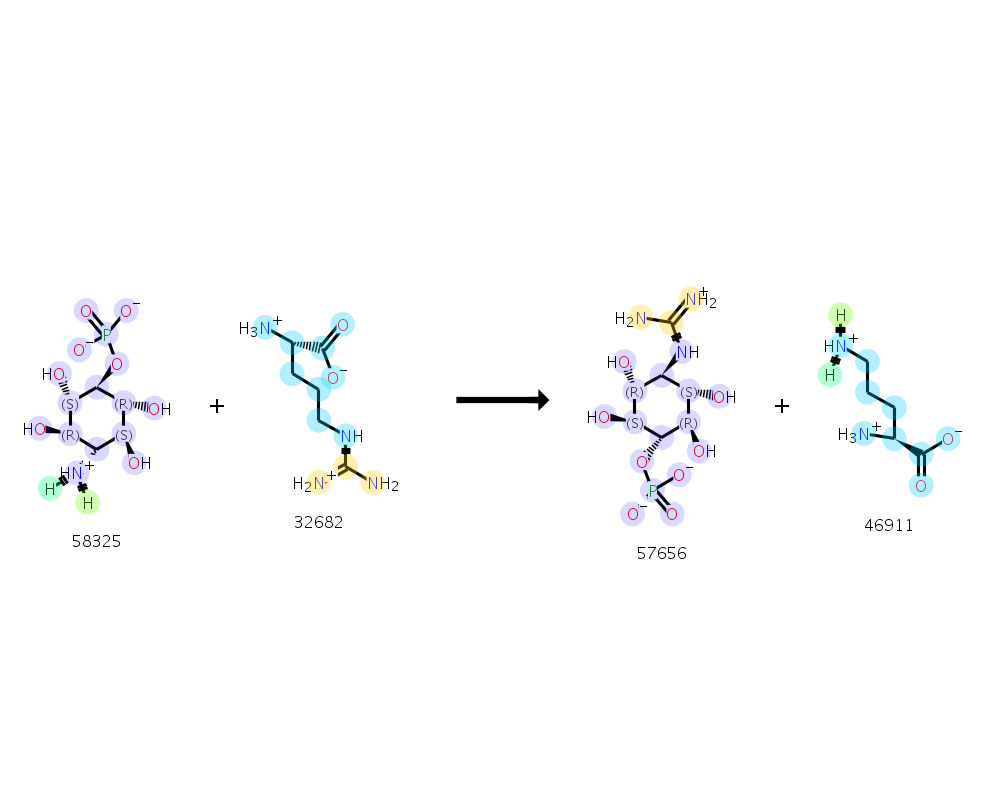 O O−
P
O−
O
HO
(S) (R) OH
HO (R) (S)
HN+ OH
H
H
58325
+
H3N+ O
O−
NH
H2N+ NH2
32682
+
NH2
H2N
NH
HO
(R) (S) OH
HO (S) (R)
OH
O
O−
P
O− O
57656
+
H
HN+
H
H3N+ O−
O
46911